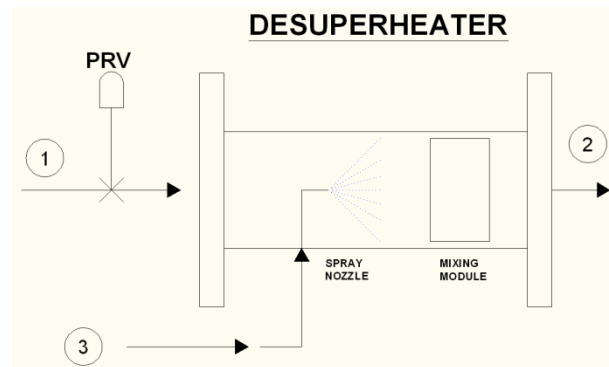 DESUPERHEATER
PRV
1
2
SPRAY
NOZZLE
MIXING
MODULE
3